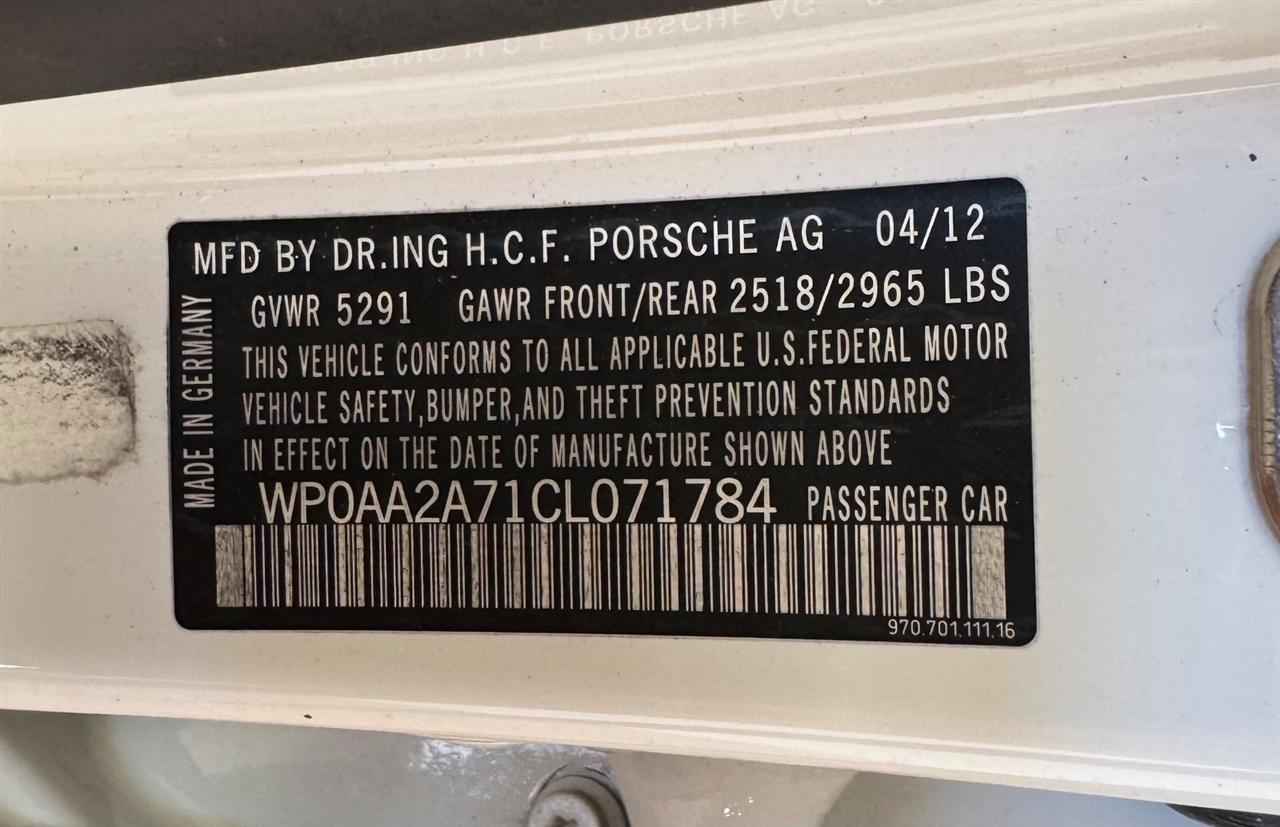 MFD BY DR.ING H.C.F. PORSCHE AG 04/12
GVWR 5291 GAWR FRONT/REAR 2518/2965 LBS
THIS VEHICLE CONFORMS TO ALL APPLICABLE U.S.FEDERAL MOTOR
VEHICLE SAFETY,BUMPER,AND THEFT PREVENTION STANDARDS
IN EFFECT ON THE DATE OF MANUFACTURE SHOWN ABOVE
WP0AA2A71CL071784 PASSENGER CAR
970.701.111.16
MADE IN GERMANY